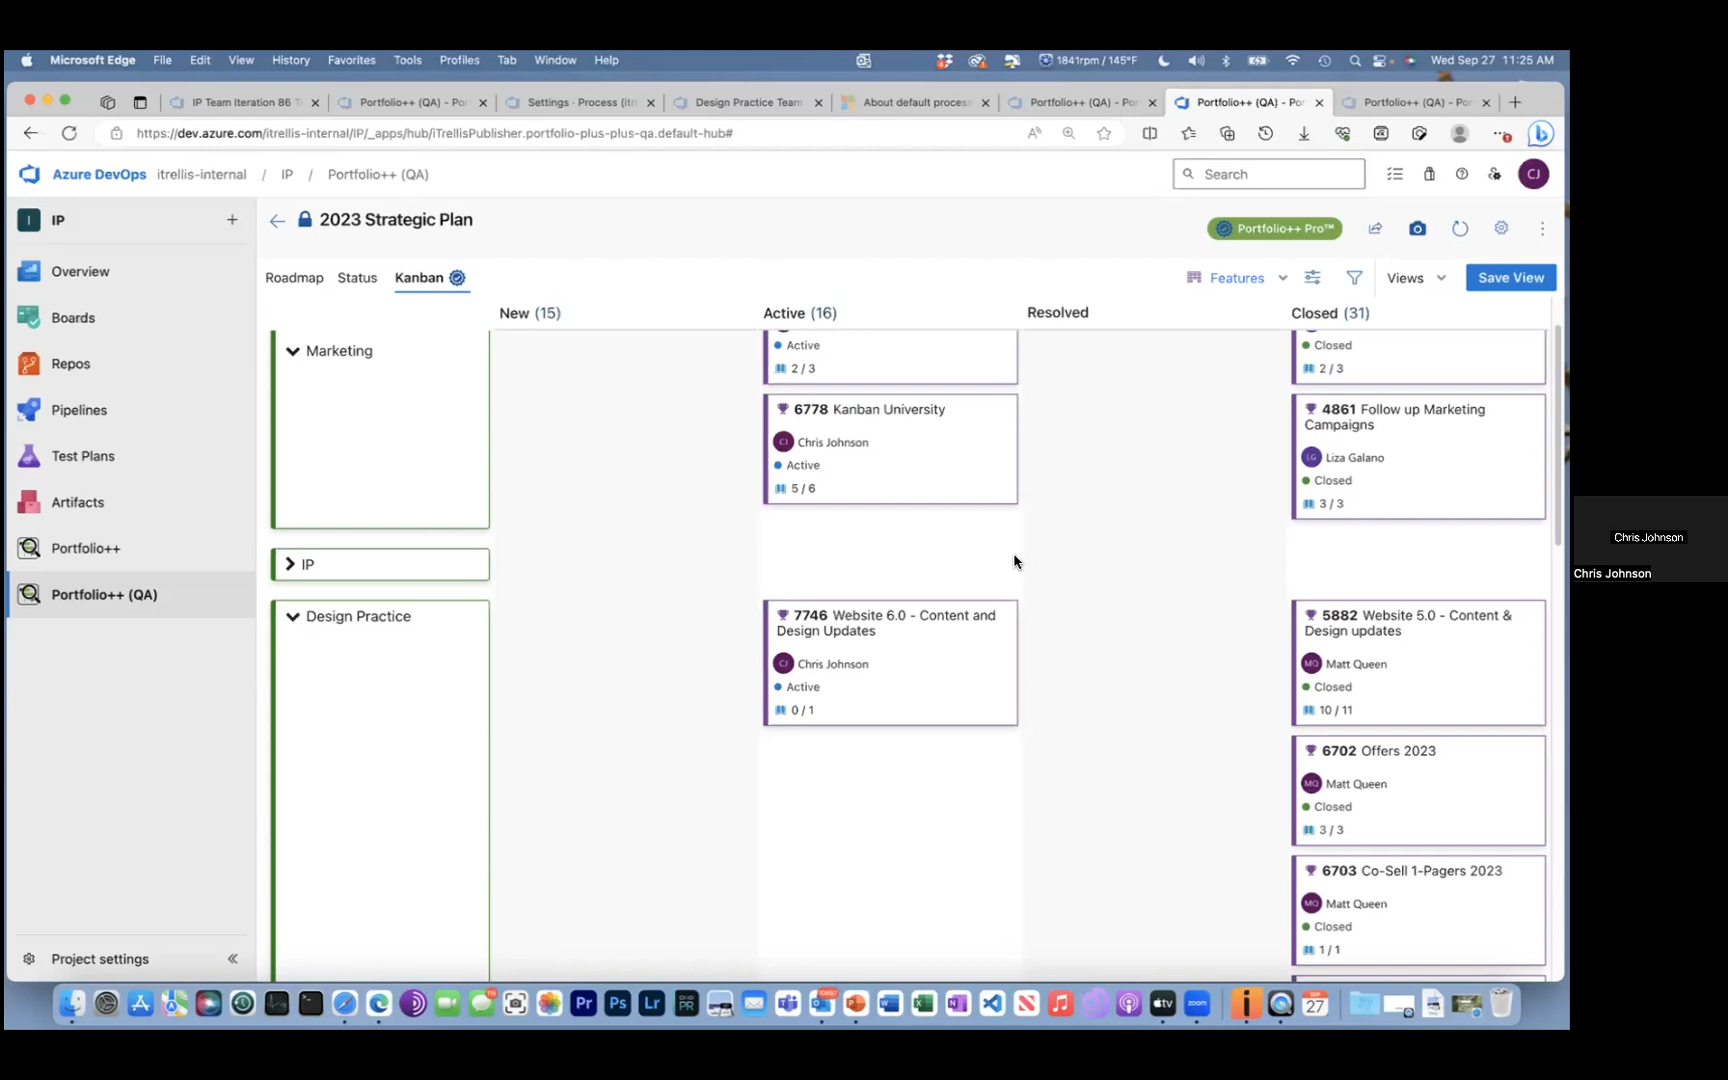 Microsoft Edge File Edit View History Favorites Tools Profiles Tab Window Help 1841rpm / 145°F Wed Sep 27 11:25 AM
IP Team Iteration 86 T Portfolio++ (QA) - Por Settings · Process (itr Design Practice Team About default process Portfolio++ (QA) - Por Portfolio++ (QA) - Por Portfolio++ (QA) - Por
https://dev.azure.com/itrellis-internal/IP/_apps/hub/iTrellisPublisher.portfolio-plus-plus-qa.default-hub#
Azure DevOps itrellis-internal / IP / Portfolio++ (QA) Search CJ
I IP
Overview
Boards
Repos
Pipelines
Test Plans
Artifacts
Portfolio++
Portfolio++ (QA)
Project settings
2023 Strategic Plan
Portfolio++ Pro™
Roadmap Status Kanban Features Views Save View
New (15) Active (16) Resolved Closed (31)
Marketing
Active
2 / 3
6778 Kanban University
CJ Chris Johnson
Active
5 / 6
Closed
2 / 3
4861 Follow up Marketing
Campaigns
LG Liza Galano
Closed
3 / 3
IP
Design Practice
7746 Website 6.0 - Content and
Design Updates
CJ Chris Johnson
Active
0 / 1
5882 Website 5.0 - Content &
Design updates
MQ Matt Queen
Closed
10 / 11
6702 Offers 2023
MQ Matt Queen
Closed
3 / 3
6703 Co-Sell 1-Pagers 2023
MQ Matt Queen
Closed
1 / 1
Pr Ps Lr PR tv zoom 27
Chris Johnson
Chris Johnson